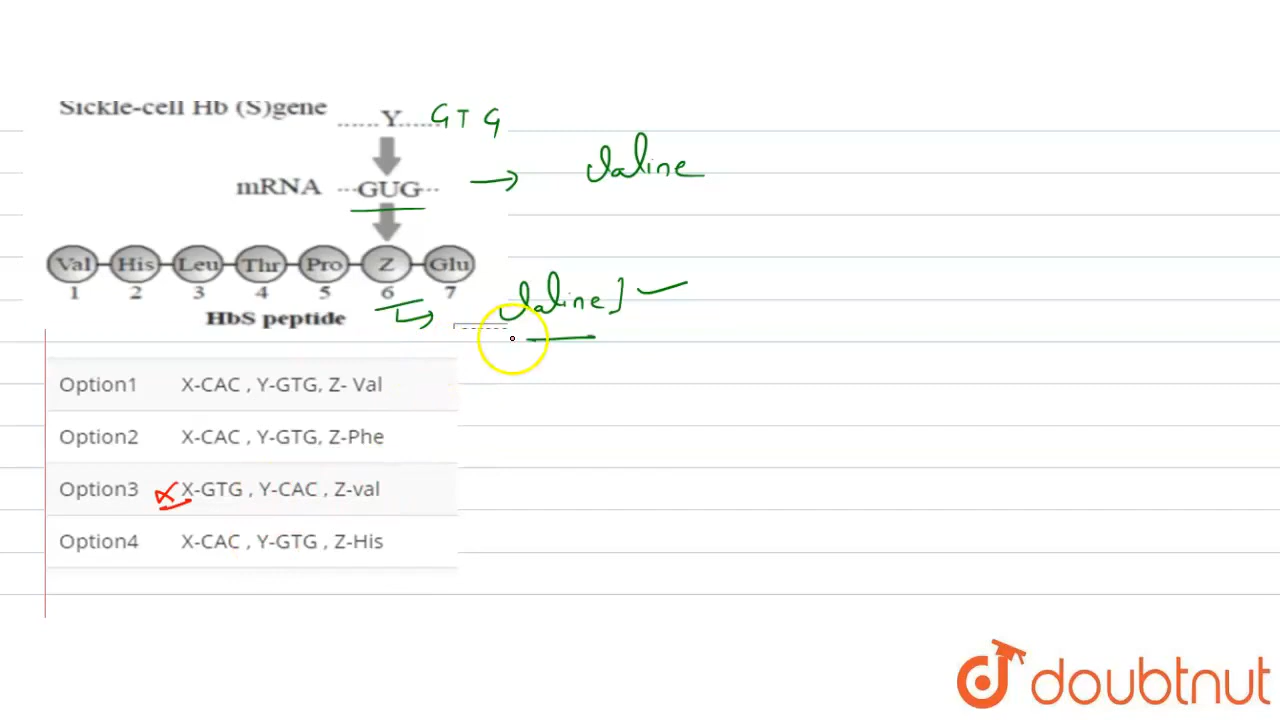 Sickle-cell Hb (S)gene
......Y...... G T G
mRNA ...GUG... → Valine
Val His Leu Thr Pro Z Glu
1 2 3 4 5 6 7
HbS peptide
Valine]
Option1 X-CAC , Y-GTG, Z- Val
Option2 X-CAC , Y-GTG, Z-Phe
Option3 X-GTG , Y-CAC , Z-val
Option4 X-CAC , Y-GTG , Z-His
doubtnut